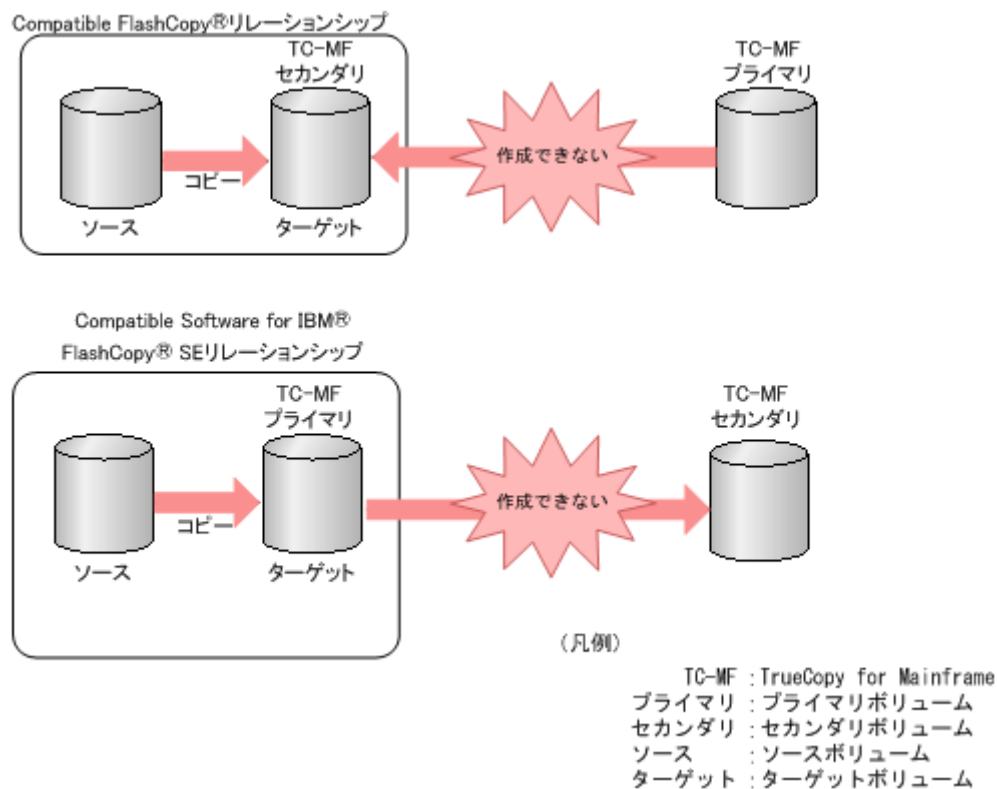 Compatible FlashCopy®リレーションシップ
TC-MF
セカンダリ
TC-MF
プライマリ
作成できない
コピー
ソース
ターゲット
Compatible Software for IBM®
FlashCopy® SEリレーションシップ
TC-MF
プライマリ
TC-MF
セカンダリ
作成できない
コピー
ソース
ターゲット
(凡例)
TC-MF :TrueCopy for Mainframe
プライマリ :プライマリボリューム
セカンダリ :セカンダリボリューム
ソース :ソースボリューム
ターゲット :ターゲットボリューム